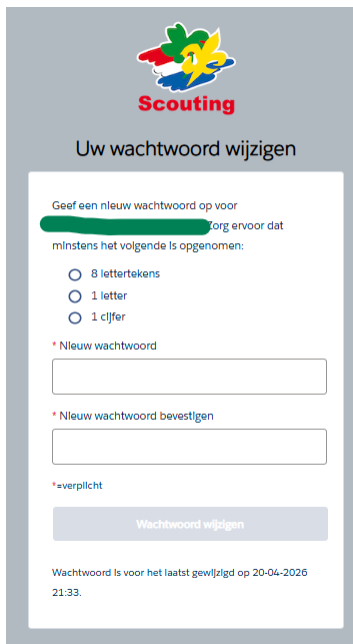 Scouting
Uw wachtwoord wijzigen
Geef een nieuw wachtwoord op voor
Zorg ervoor dat
minstens het volgende is opgenomen:
8 lettertekens
1 letter
1 cijfer
* Nieuw wachtwoord
* Nieuw wachtwoord bevestigen
*=verplicht
Wachtwoord wijzigen
Wachtwoord is voor het laatst gewijzigd op 20-04-2026
21:33.